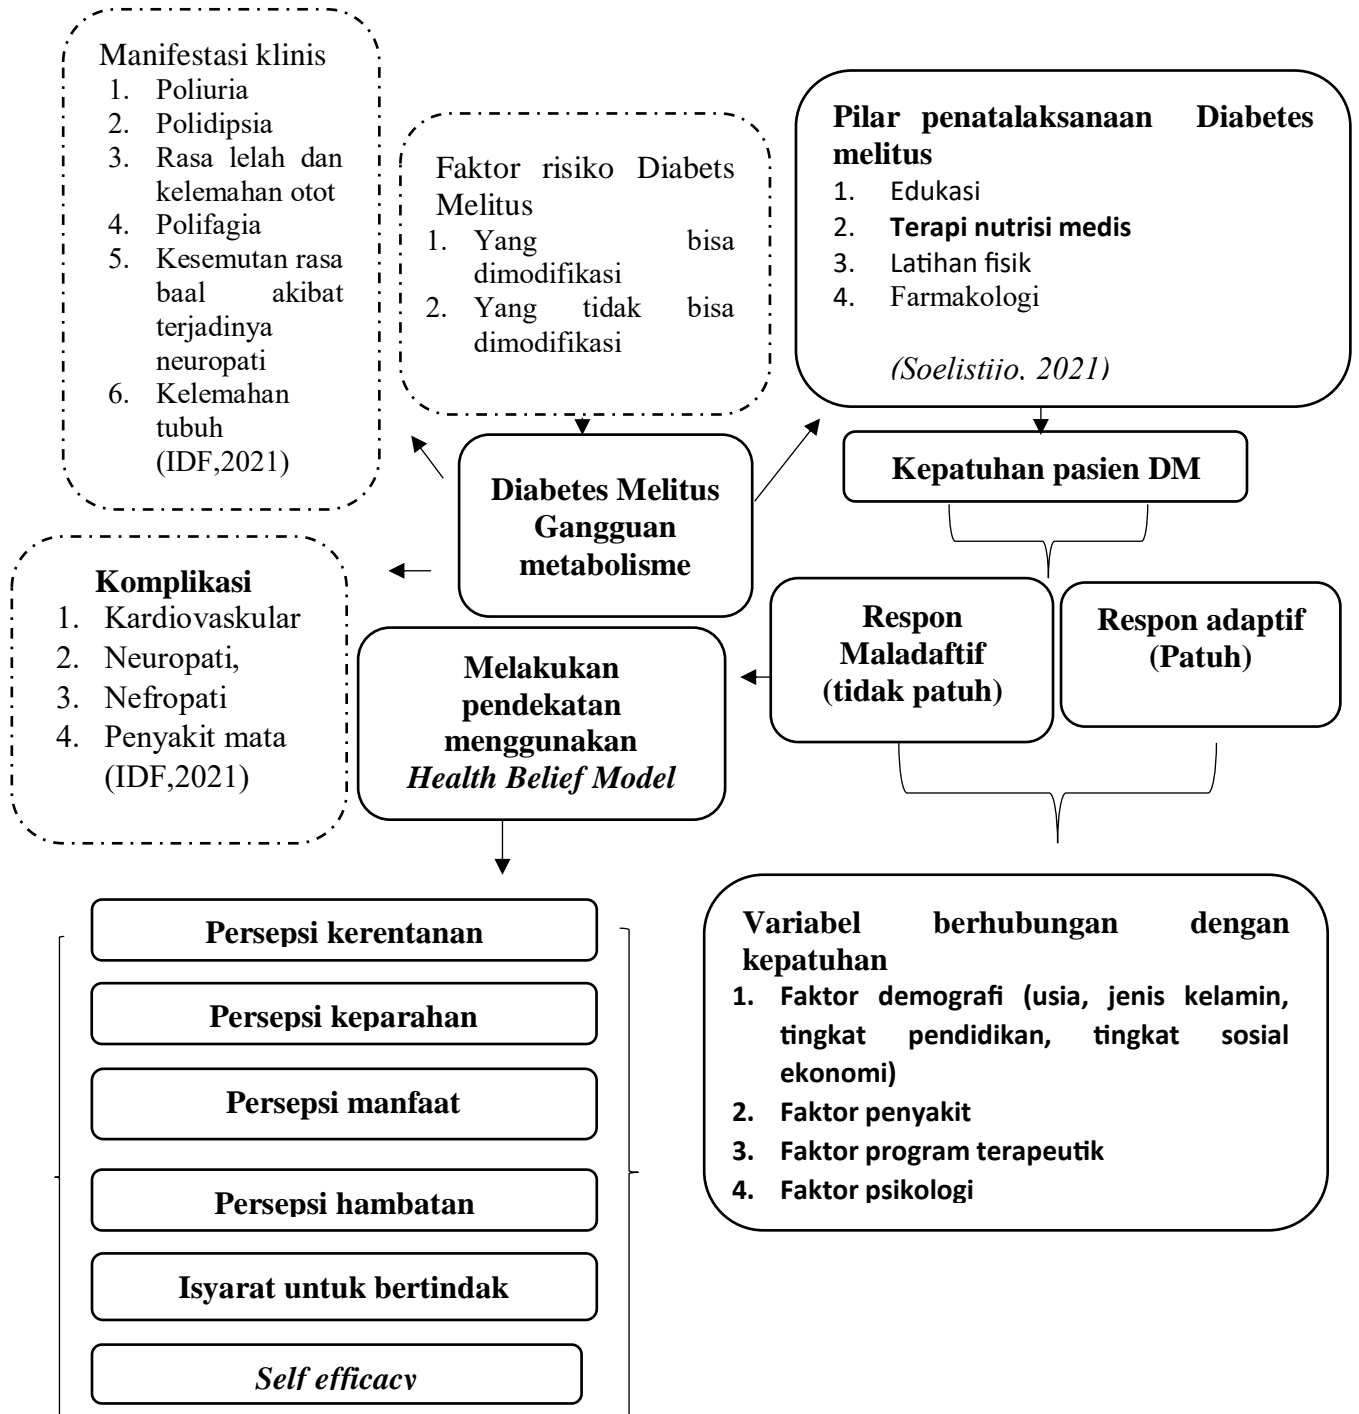 Manifestasi klinis
1. Poliuria
2. Polidipsia
3. Rasa lelah dan
kelemahan otot
4. Polifagia
5. Kesemutan rasa
baal akibat
terjadinya
neuropati
6. Kelemahan
tubuh
(IDF,2021)
Faktor risiko Diabets
Melitus
1. Yang bisa
dimodifikasi
2. Yang tidak bisa
dimodifikasi
Pilar penatalaksanaan Diabetes
melitus
1. Edukasi
2. Terapi nutrisi medis
3. Latihan fisik
4. Farmakologi
(Soelistijo, 2021)
Diabetes Melitus
Gangguan
metabolisme
Kepatuhan pasien DM
Komplikasi
1. Kardiovaskular
2. Neuropati,
3. Nefropati
4. Penyakit mata
(IDF,2021)
Melakukan
pendekatan
menggunakan
Health Belief Model
Respon
Maladaftif
(tidak patuh)
Respon adaptif
(Patuh)
Persepsi kerentanan
Persepsi keparahan
Persepsi manfaat
Persepsi hambatan
Isyarat untuk bertindak
Self efficacy
Variabel berhubungan dengan
kepatuhan
1. Faktor demografi (usia, jenis kelamin,
tingkat pendidikan, tingkat sosial
ekonomi)
2. Faktor penyakit
3. Faktor program terapeutik
4. Faktor psikologi